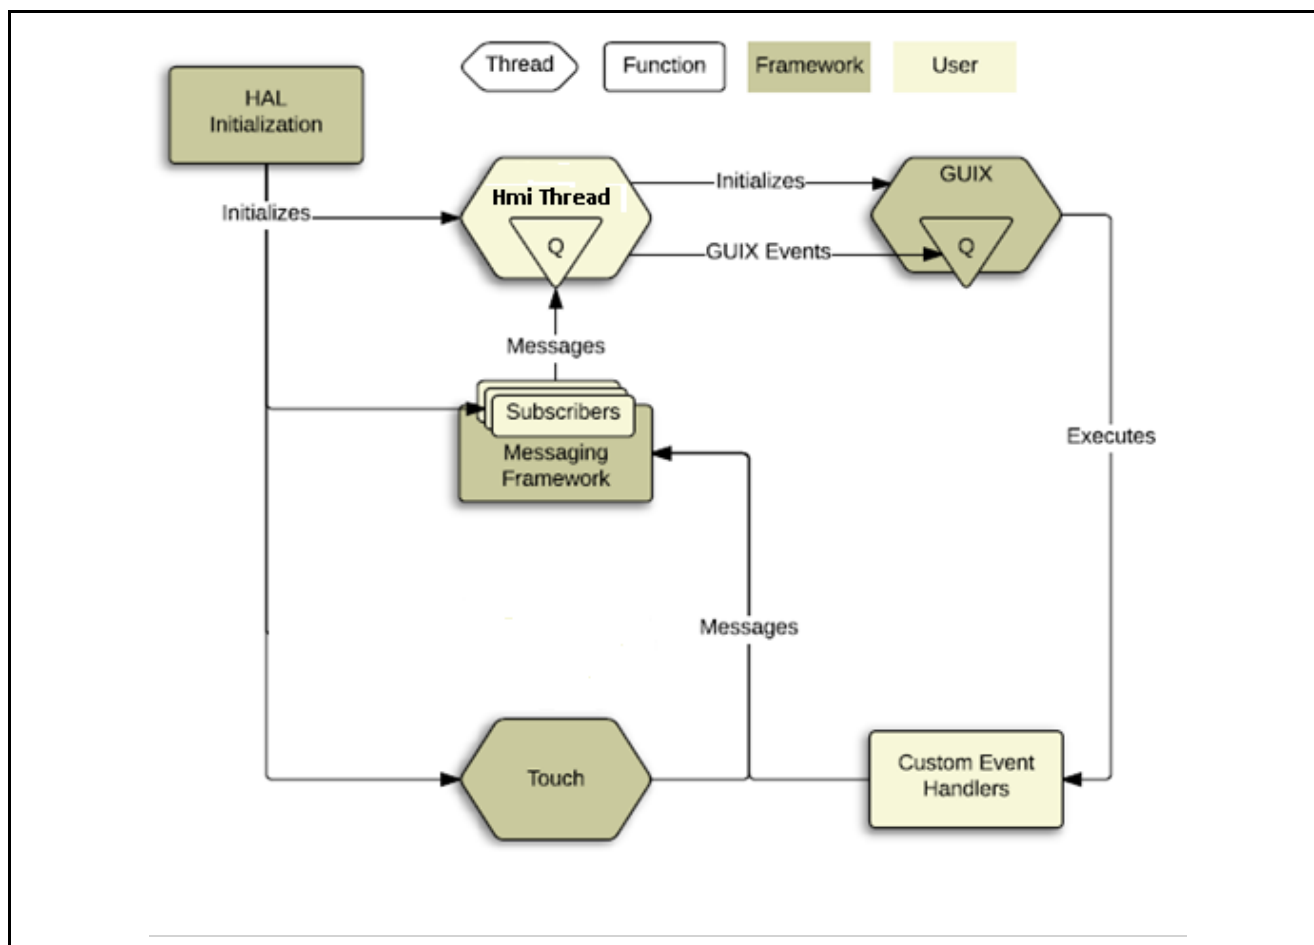 Thread
Function
Framework
User
HAL
Initialization
Initializes
Hmi Thread
Q
Initializes
GUIX Events
GUIX
Q
Messages
Subscribers
Messaging
Framework
Executes
Messages
Touch
Custom Event
Handlers